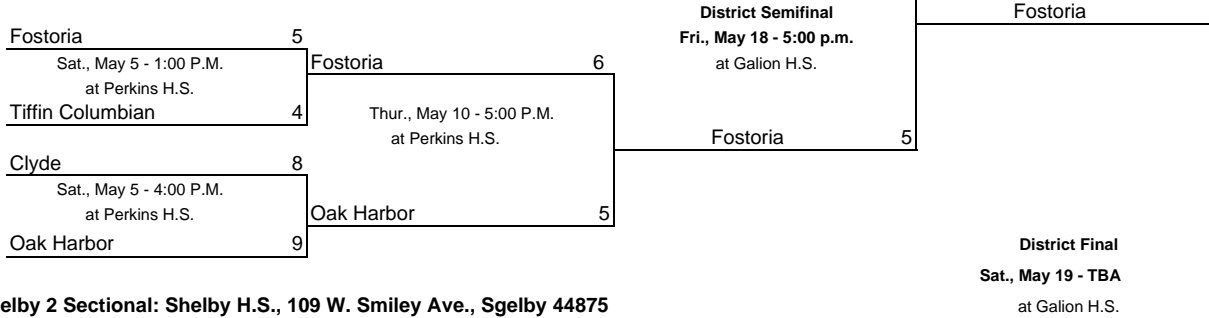 District Semifinal
Fostoria
Fostoria 5
Fri., May 18 - 5:00 p.m.
Sat., May 5 - 1:00 P.M.
Fostoria 6
at Galion H.S.
at Perkins H.S.
Tiffin Columbian 4
Thur., May 10 - 5:00 P.M.
at Perkins H.S.
Fostoria 5
Clyde 8
Sat., May 5 - 4:00 P.M.
at Perkins H.S.
Oak Harbor 5
Oak Harbor 9
District Final
Sat., May 19 - TBA
elby 2 Sectional: Shelby H.S., 109 W. Smiley Ave., Sgelby 44875
at Galion H.S.